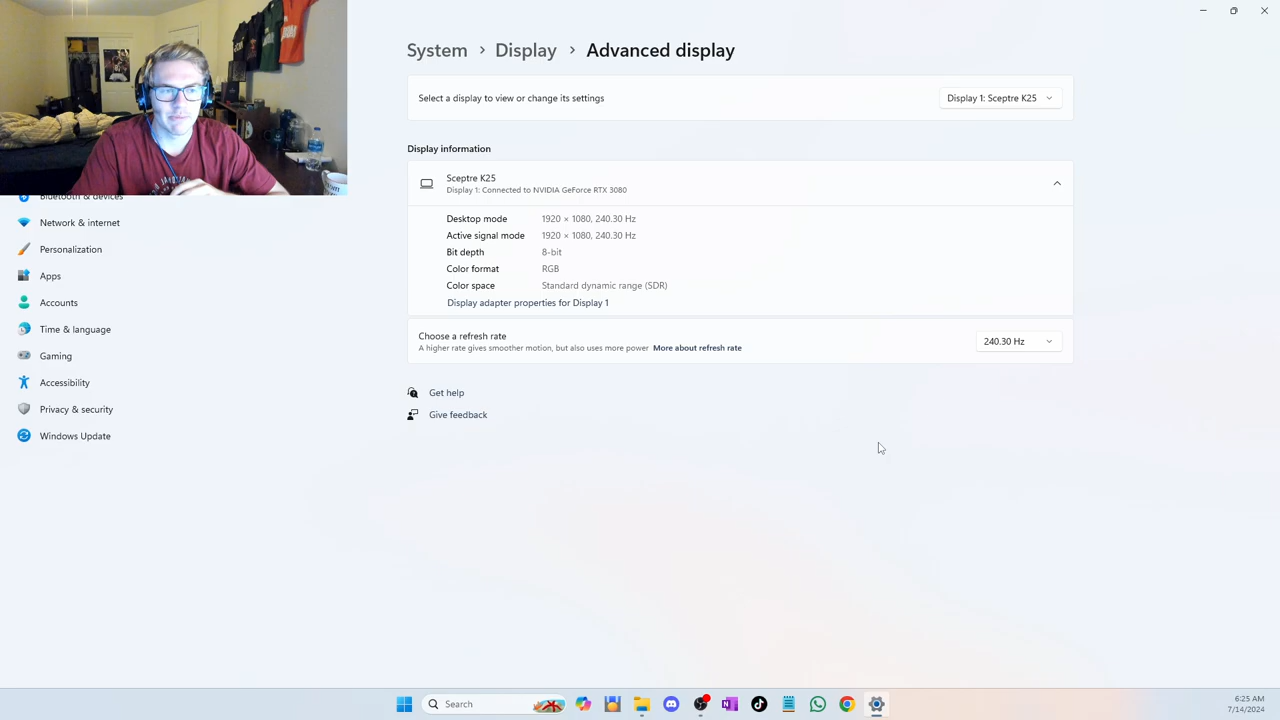 System > Display > Advanced display
Select a display to view or change its settings
Display 1: Sceptre K25
Display information
Sceptre K25
Display 1: Connected to NVIDIA GeForce RTX 3080
Desktop mode 1920 × 1080, 240.30 Hz
Active signal mode 1920 × 1080, 240.30 Hz
Bit depth 8-bit
Color format RGB
Color space Standard dynamic range (SDR)
Display adapter properties for Display 1
Choose a refresh rate
A higher rate gives smoother motion, but also uses more power More about refresh rate
240.30 Hz
Get help
Give feedback
Bluetooth & devices
Network & internet
Personalization
Apps
Accounts
Time & language
Gaming
Accessibility
Privacy & security
Windows Update
Search
6:25 AM
7/14/2024